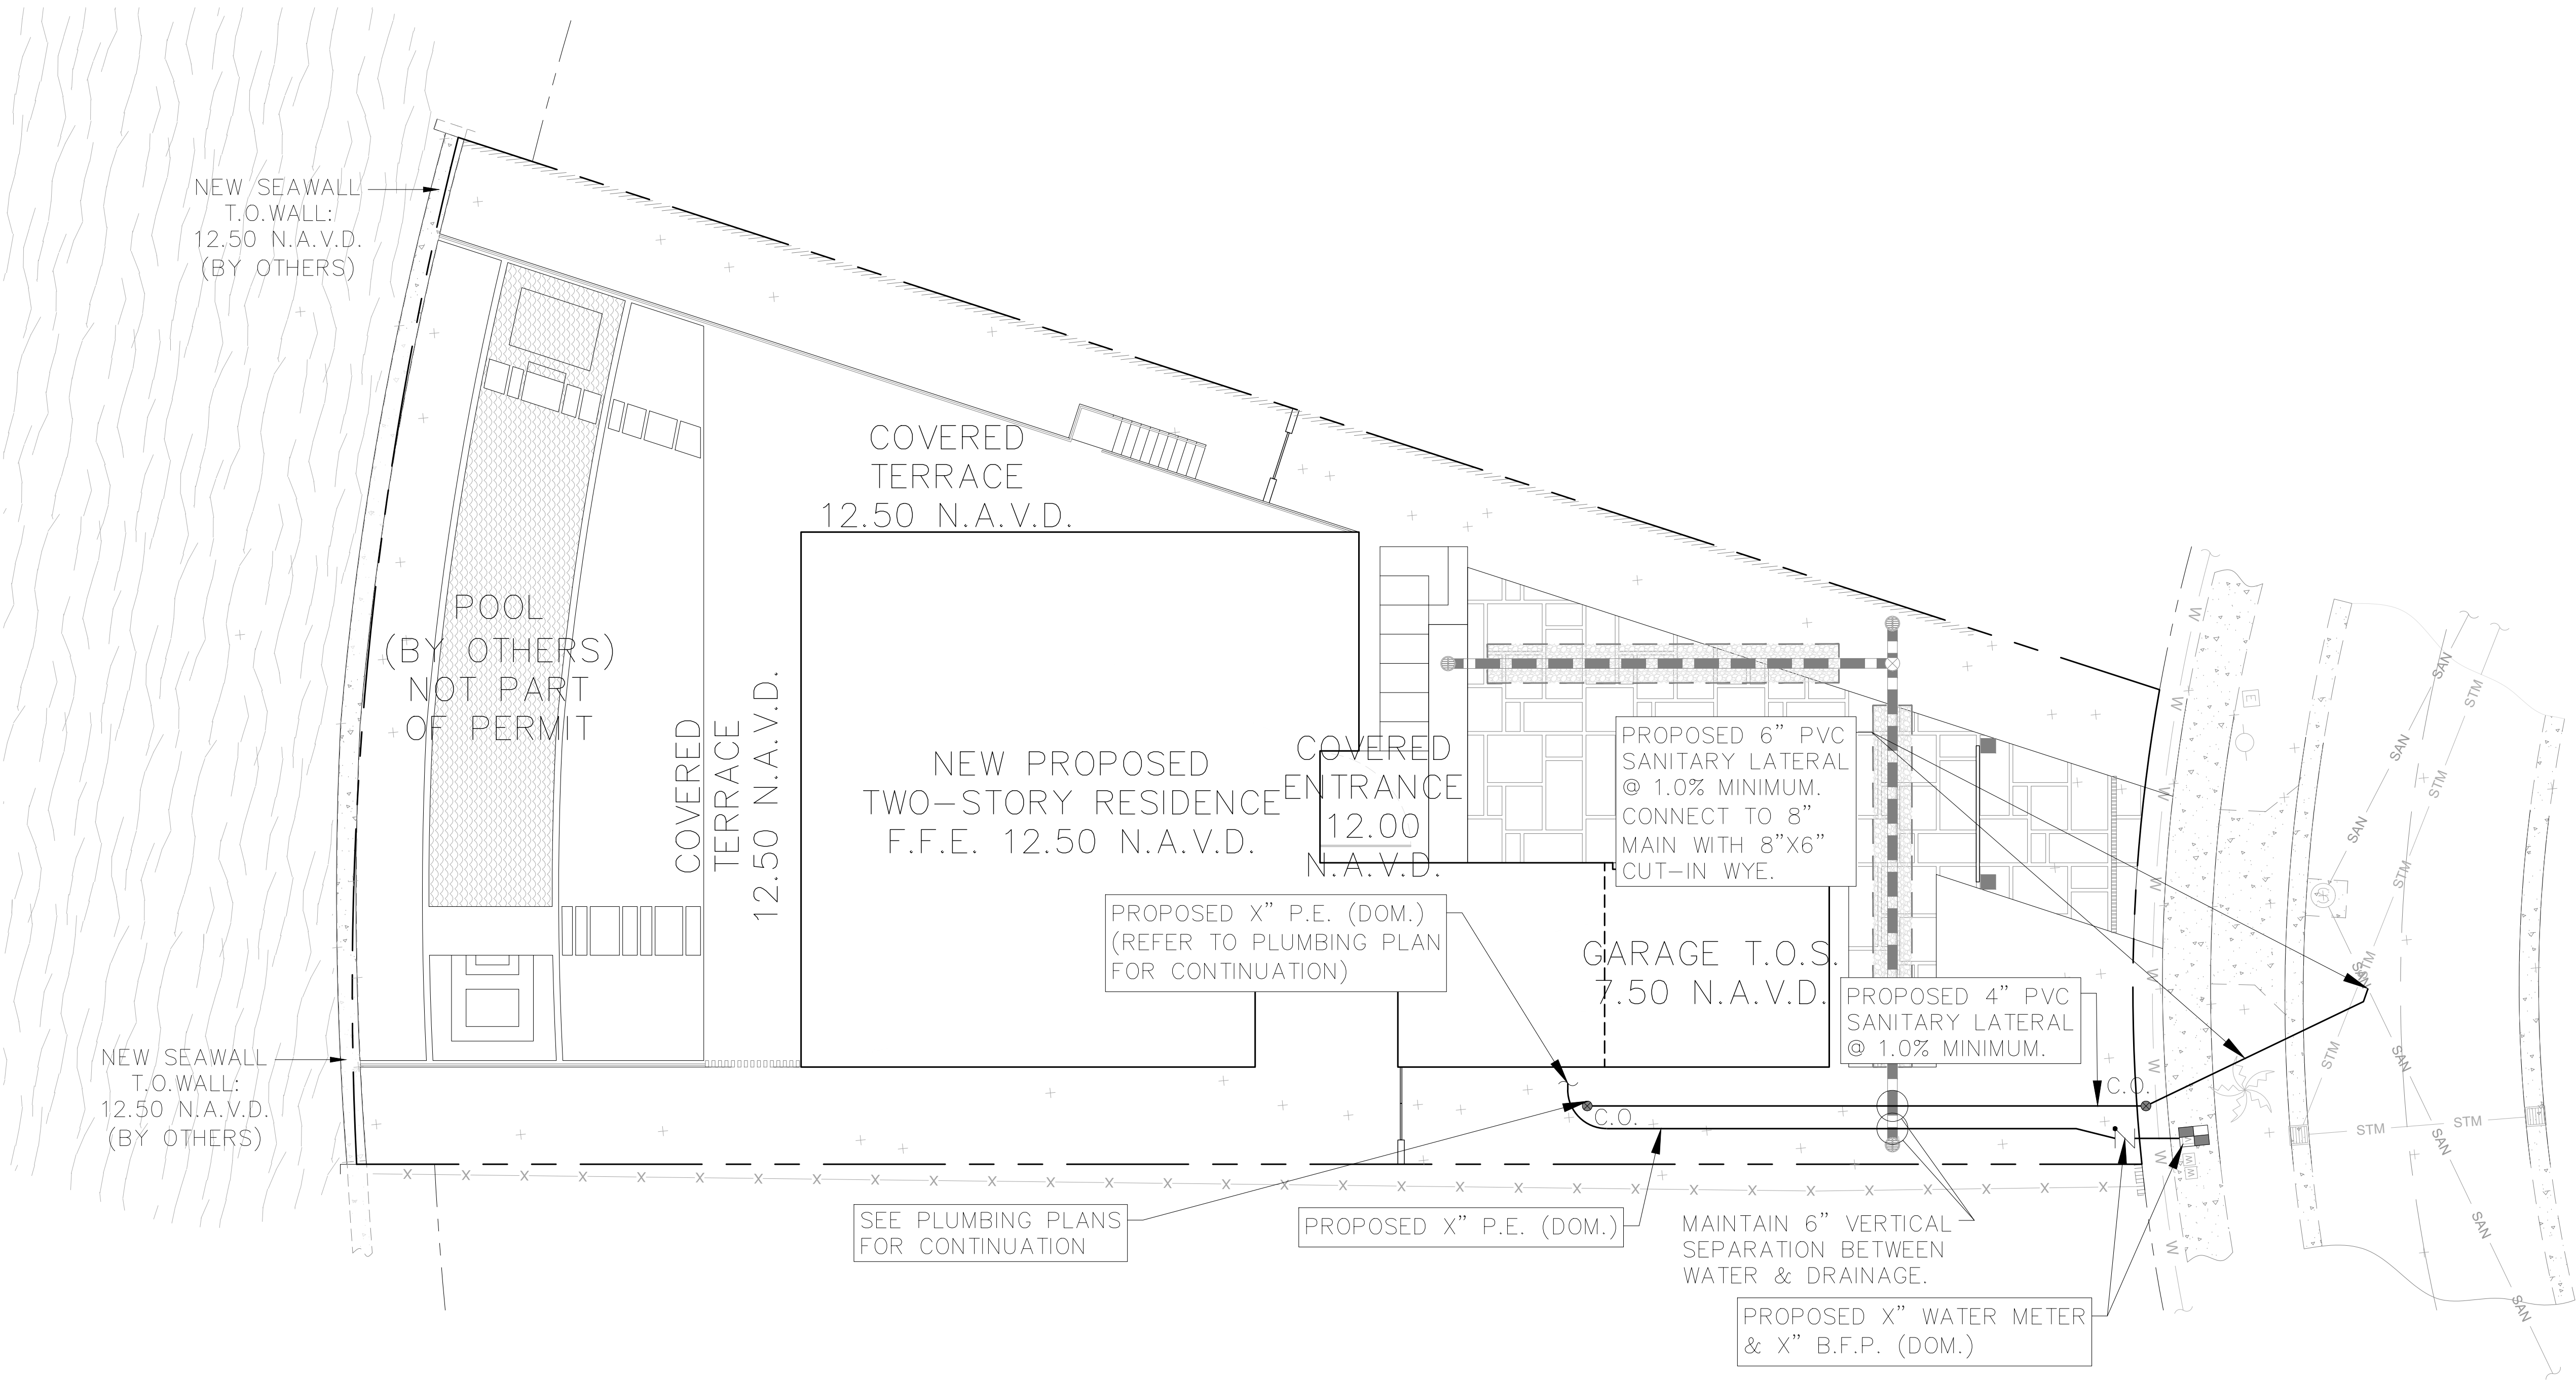 NEW SEAWALL
T.O.WALL:
12.50 N.A.V.D.
(BY OTHERS)
COVERED
TERRACE
12.50 N.A.V.D.
POOL
(BY OTHERS)
NOT PART
OF PERMIT
COVERED
TERRACE
12.50 N.A.V.D.
NEW PROPOSED
TWO-STORY RESIDENCE
F.F.E. 12.50 N.A.V.D.
COVERED
ENTRANCE
12.00
N.A.V.D.
PROPOSED 6" PVC
SANITARY LATERAL
@ 1.0% MINIMUM.
CONNECT TO 8"
MAIN WITH 8"X6"
CUT-IN WYE.
PROPOSED X" P.E. (DOM.)
(REFER TO PLUMBING PLAN
FOR CONTINUATION)
GARAGE T.O.S.
7.50 N.A.V.D.
PROPOSED 4" PVC
SANITARY LATERAL
@ 1.0% MINIMUM.
NEW SEAWALL
T.O.WALL:
12.50 N.A.V.D.
(BY OTHERS)
C.O.
C.O.
SEE PLUMBING PLANS
FOR CONTINUATION
PROPOSED X" P.E. (DOM.)
MAINTAIN 6" VERTICAL
SEPARATION BETWEEN
WATER & DRAINAGE.
PROPOSED X" WATER METER
& X" B.F.P. (DOM.)
W
W
W
W
W
W
W
W
W
E
SAN
SAN
SAN
SAN
SAN
SAN
SAN
SAN
STM
STM
STM
STM
STM
STM
STM